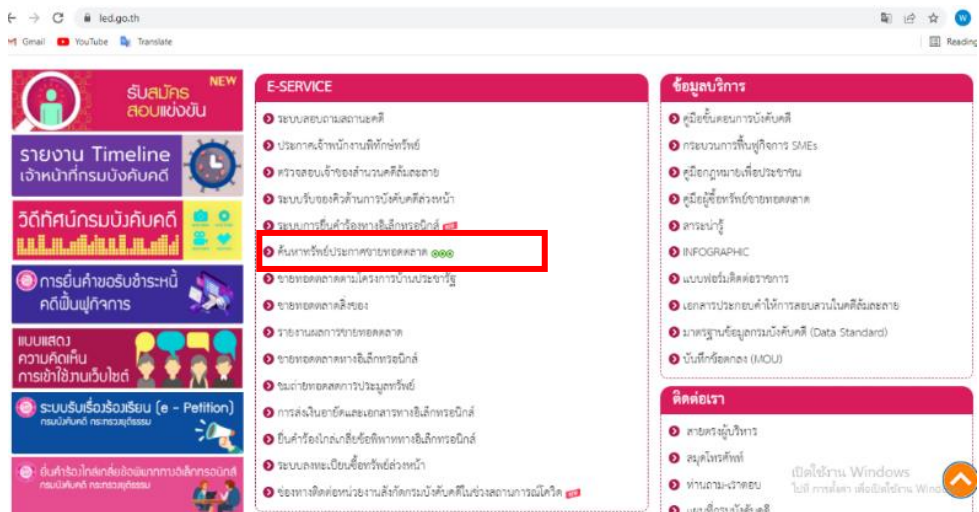 led.go.th
Gmail YouTube Translate
Reading
รับสมัคร
สอบแข่งขัน
NEW
รายงาน Timeline
เจ้าหน้าที่กรมบังคับคดี
วิดีทัศน์กรมบังคับคดี
การยื่นคำขอรับชำระหนี้
คดีฟื้นฟูกิจการ
แบบแสดง
ความคิดเห็น
การเข้าใช้งานเว็บไซต์
ระบบรับเรื่องร้องเรียน (e - Petition)
กรมบังคับคดี กระทรวงยุติธรรม
ยื่นคำร้องไกล่เกลี่ยข้อพิพาททางอิเล็กทรอนิกส์
กรมบังคับคดี กระทรวงยุติธรรม
E-SERVICE
ระบบสอบถามสถานะคดี
ประกาศเจ้าพนักงานพิทักษ์ทรัพย์
ตรวจสอบเจ้าของสำนวนคดีล้มละลาย
ระบบรับจองคิวด้านการบังคับคดีล่วงหน้า
ระบบการยื่นคำร้องทางอิเล็กทรอนิกส์
ค้นหาทรัพย์ประกาศขายทอดตลาด
ขายทอดตลาดตามโครงการบ้านประชารัฐ
ขายทอดตลาดสิ่งของ
รายงานผลการขายทอดตลาด
ขายทอดตลาดทางอิเล็กทรอนิกส์
ชมถ่ายทอดสดการประมูลทรัพย์
การส่งเงินอายัดและเอกสารทางอิเล็กทรอนิกส์
ยื่นคำร้องไกล่เกลี่ยข้อพิพาททางอิเล็กทรอนิกส์
ระบบลงทะเบียนซื้อทรัพย์ล่วงหน้า
ช่องทางติดต่อหน่วยงานสังกัดกรมบังคับคดีในช่วงสถานการณ์โควิด
ข้อมูลบริการ
คู่มือขั้นตอนการบังคับคดี
กระบวนการฟื้นฟูกิจการ SMEs
คู่มือกฎหมายเพื่อประชาชน
คู่มือผู้ซื้อทรัพย์ขายทอดตลาด
สาระน่ารู้
INFOGRAPHIC
แบบฟอร์มติดต่อราชการ
เอกสารประกอบคำให้การสอบสวนในคดีล้มละลาย
มาตรฐานข้อมูลกรมบังคับคดี (Data Standard)
บันทึกข้อตกลง (MOU)
ติดต่อเรา
สายตรงผู้บริหาร
สมุดโทรศัพท์
ท่านถาม-เราตอบ
แผนที่กรมบังคับคดี
เปิดใช้งาน Windows
ไปที่ การตั้งค่า เพื่อเปิดใช้งาน